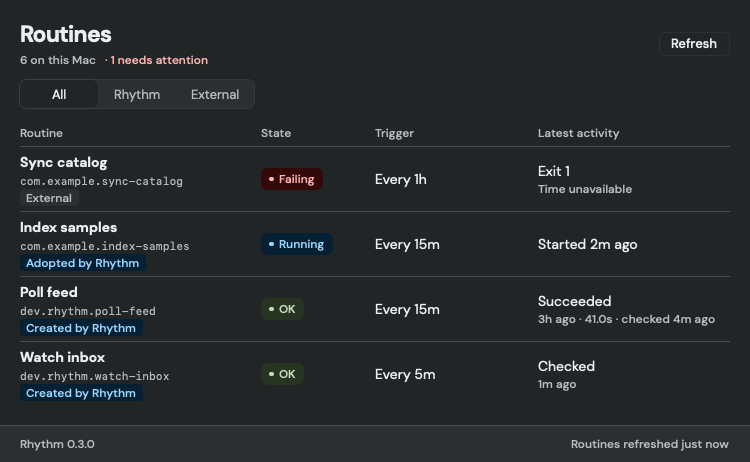 Routines
6 on this Mac · 1 needs attention
Refresh
All Rhythm External
Routine State Trigger Latest activity
Sync catalog
com.example.sync-catalog
External
• Failing
Every 1h
Exit 1
Time unavailable
Index samples
com.example.index-samples
Adopted by Rhythm
• Running
Every 15m
Started 2m ago
Poll feed
dev.rhythm.poll-feed
Created by Rhythm
• OK
Every 15m
Succeeded
3h ago · 41.0s · checked 4m ago
Watch inbox
dev.rhythm.watch-inbox
Created by Rhythm
• OK
Every 5m
Checked
1m ago
Rhythm 0.3.0
Routines refreshed just now